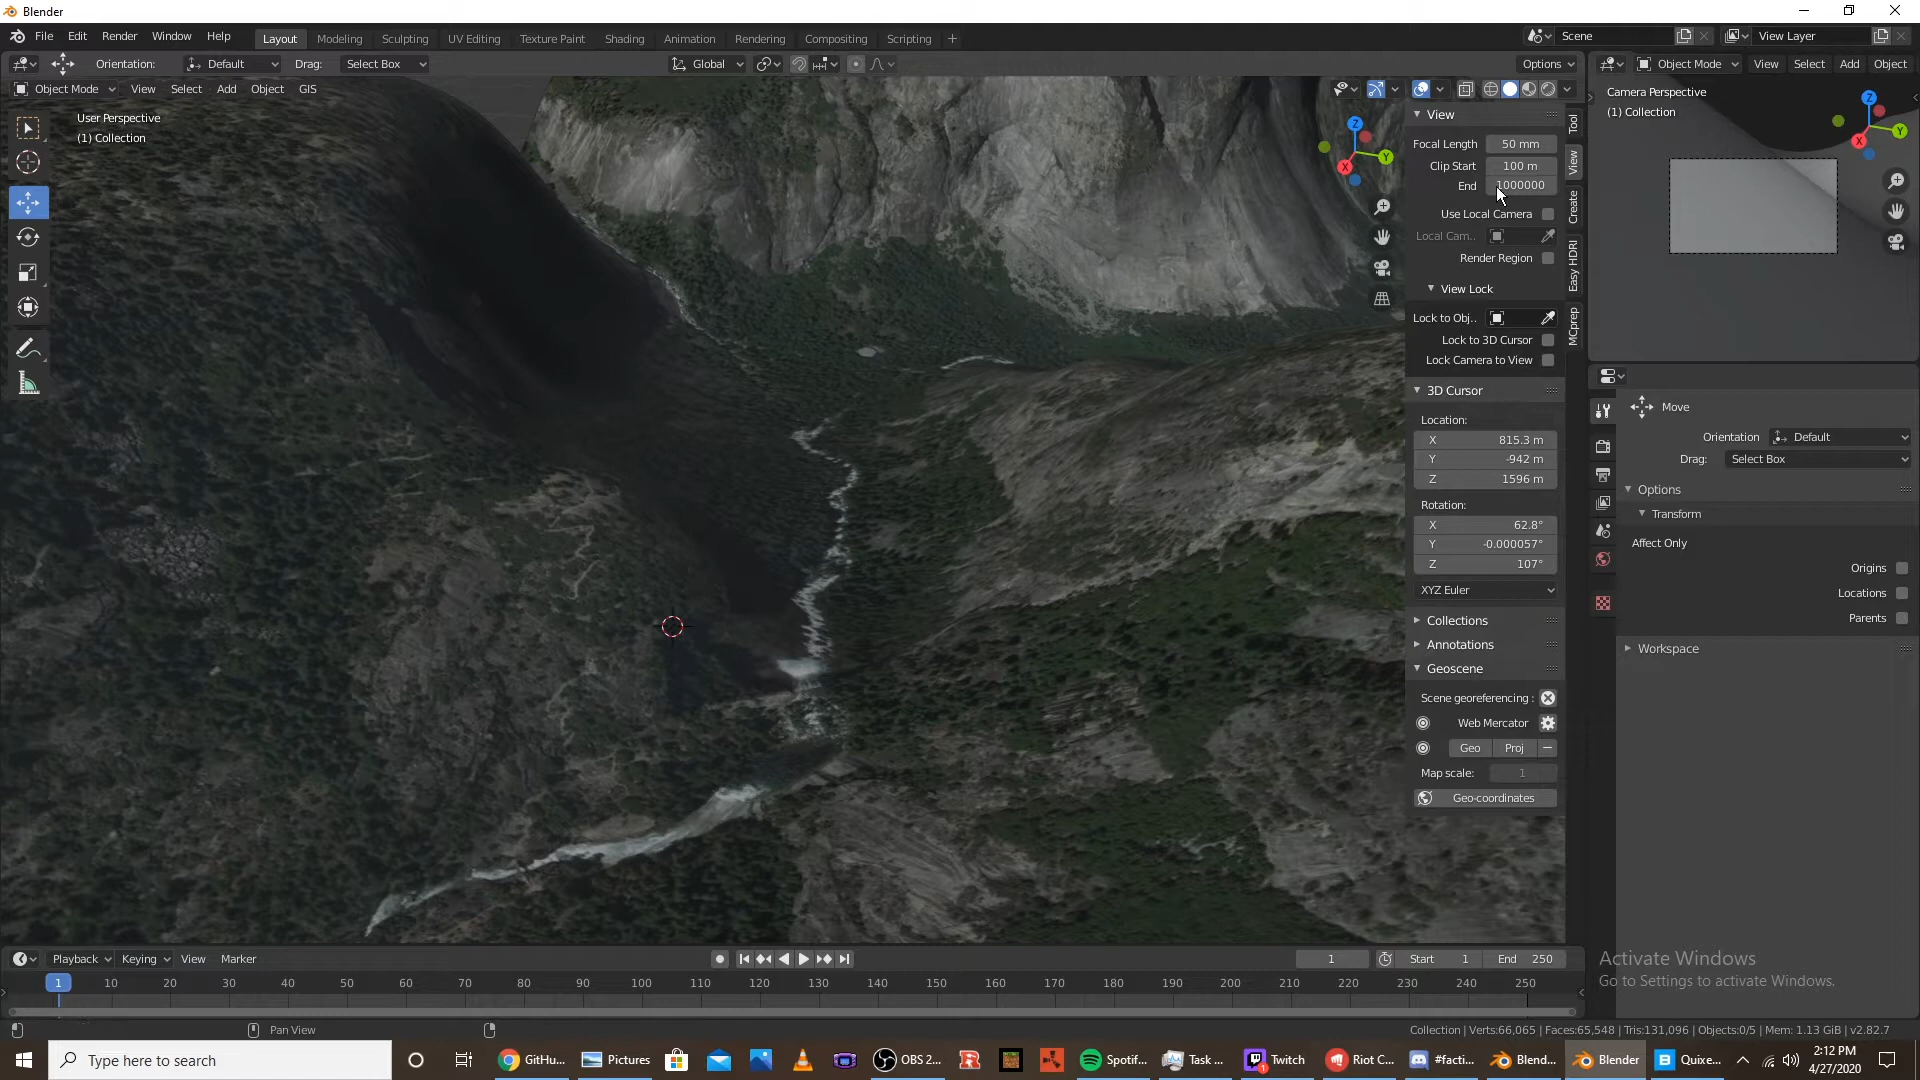 Blender
File Edit Render Window Help
Layout Modeling Sculpting UV Editing Texture Paint Shading Animation Rendering Compositing Scripting
Scene
View Layer
Orientation: Default Drag: Select Box
Global
Options
Object Mode View Select Add Object
Object Mode View Select Add Object GIS
User Perspective
(1) Collection
Camera Perspective
(1) Collection
Z
Y
X
Z
Y
X
View
Focal Length 50 mm
Clip Start 100 m
End 1000000
Use Local Camera
Local Cam..
Render Region
View Lock
Lock to Obj..
Lock to 3D Cursor
Lock Camera to View
3D Cursor
Location:
X 815.3 m
Y -942 m
Z 1596 m
Rotation:
X 62.8°
Y -0.000057°
Z 107°
XYZ Euler
Collections
Annotations
Geoscene
Scene georeferencing :
Web Mercator
Geo Proj
Map scale: 1
Geo-coordinates
Tool
View
Create
Easy HDRI
MCprep
Move
Orientation Default
Drag: Select Box
Options
Transform
Affect Only
Origins
Locations
Parents
Workspace
Activate Windows
Go to Settings to activate Windows.
Playback Keying View Marker
1 Start 1 End 250
1 10 20 30 40 50 60 70 80 90 100 110 120 130 140 150 160 170 180 190 200 210 220 230 240 250
Pan View
Collection | Verts:66,065 | Faces:65,548 | Tris:131,096 | Objects:0/5 | Mem: 1.13 GiB | v2.82.7
Type here to search
GitHu... Pictures OBS 2... Spotif... Task ... Twitch Riot C... #facti... Blend... Blender Quixe...
2:12 PM
4/27/2020